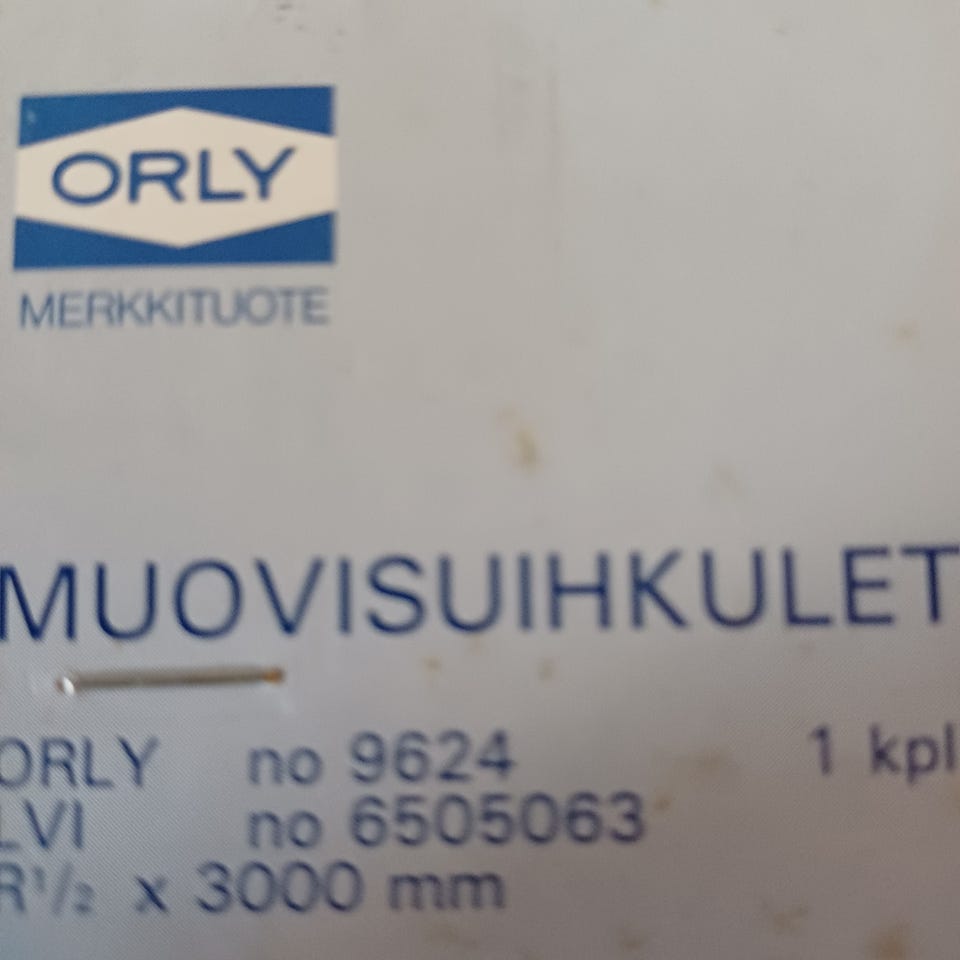 ORLY
MERKKITUOTE
MUOVISUIHKULET
ORLY no 9624 1 kpl
LVI no 6505063
R½ x 3000 mm